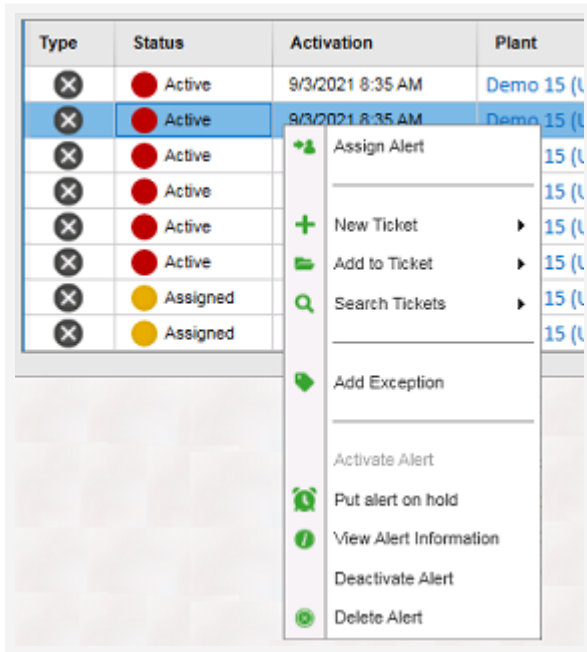 Type Status Activation Plant
Active 9/3/2021 8:35 AM Demo 15 (U
Active 9/3/2021 8:35 AM Demo 15 (U
Assign Alert
Active 15 (U
Active 15 (U
New Ticket
Active 15 (U
Add to Ticket
Active 15 (U
Search Tickets
Assigned 15 (U
Assigned 15 (U
Add Exception
Activate Alert
Put alert on hold
View Alert Information
Deactivate Alert
Delete Alert